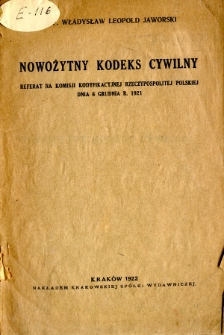 E-116
WŁADYSŁAW LEOPOLD JAWORSKI
NOWOŻYTNY KODEKS CYWILNY
REFERAT NA KOMISJI KODYFIKACYJNEJ RZECZYPOSPOLITEJ POLSKIEJ
DNIA 6 GRUDNIA R. 1921
KRAKÓW 1922
NAKŁADEM KRAKOWSKIEJ SPÓŁKI WYDAWNICZEJ